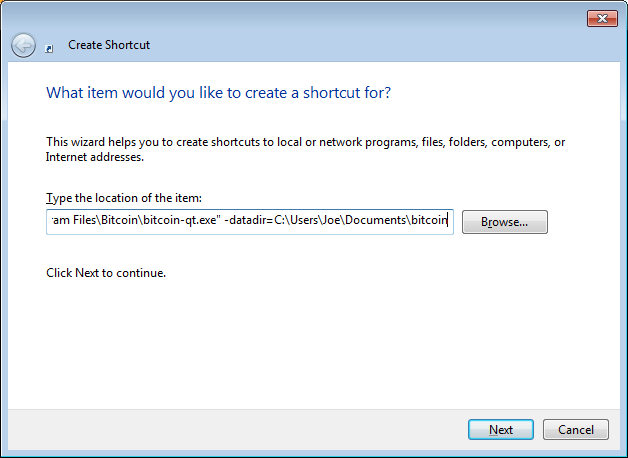 Create Shortcut
What item would you like to create a shortcut for?
This wizard helps you to create shortcuts to local or network programs, files, folders, computers, or
Internet addresses.
Type the location of the item:
am Files\Bitcoin\bitcoin-qt.exe" -datadir=C:\Users\Joe\Documents\bitcoin
Browse...
Click Next to continue.
Next
Cancel